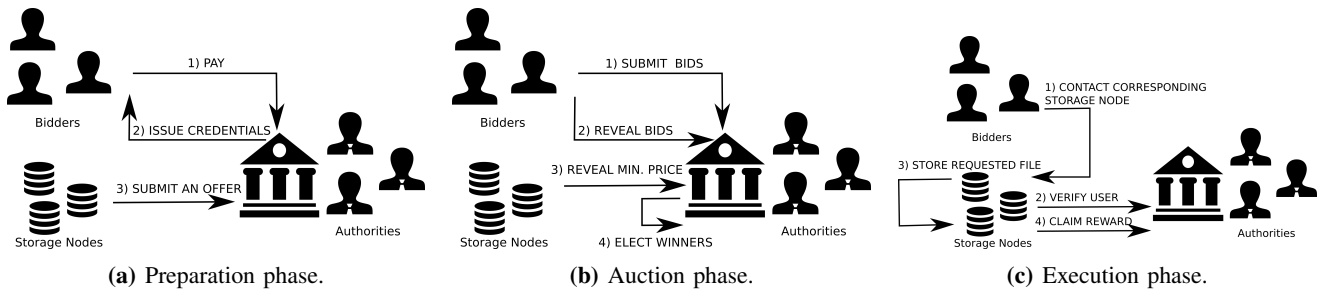 1) PAY
Bidders
2) ISSUE CREDENTIALS
3) SUBMIT AN OFFER
Storage Nodes
Authorities
(a) Preparation phase.
1) SUBMIT BIDS
Bidders
2) REVEAL BIDS
3) REVEAL MIN. PRICE
Storage Nodes
Authorities
4) ELECT WINNERS
(b) Auction phase.
1) CONTACT CORRESPONDING
STORAGE NODE
Bidders
3) STORE REQUESTED FILE
2) VERIFY USER
4) CLAIM REWARD
Storage Nodes
Authorities
(c) Execution phase.